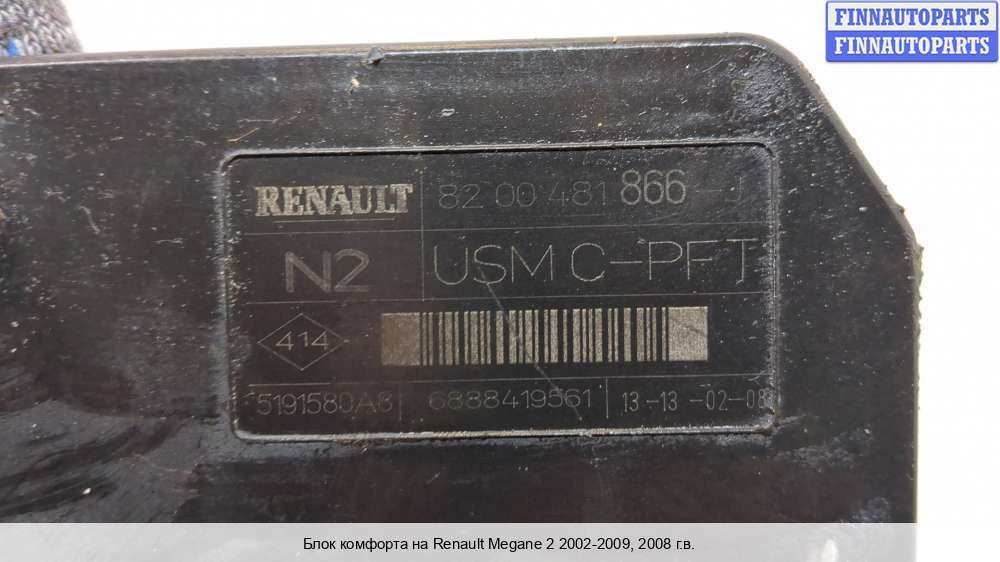 FINNAUTOPARTS
FINNAUTOPARTS
RENAULT 82 00 481 866
N2 USM C-PFT
414
5191580A8 6888419561 13-13-02-08
Блок комфорта на Renault Megane 2 2002-2009, 2008 г.в.